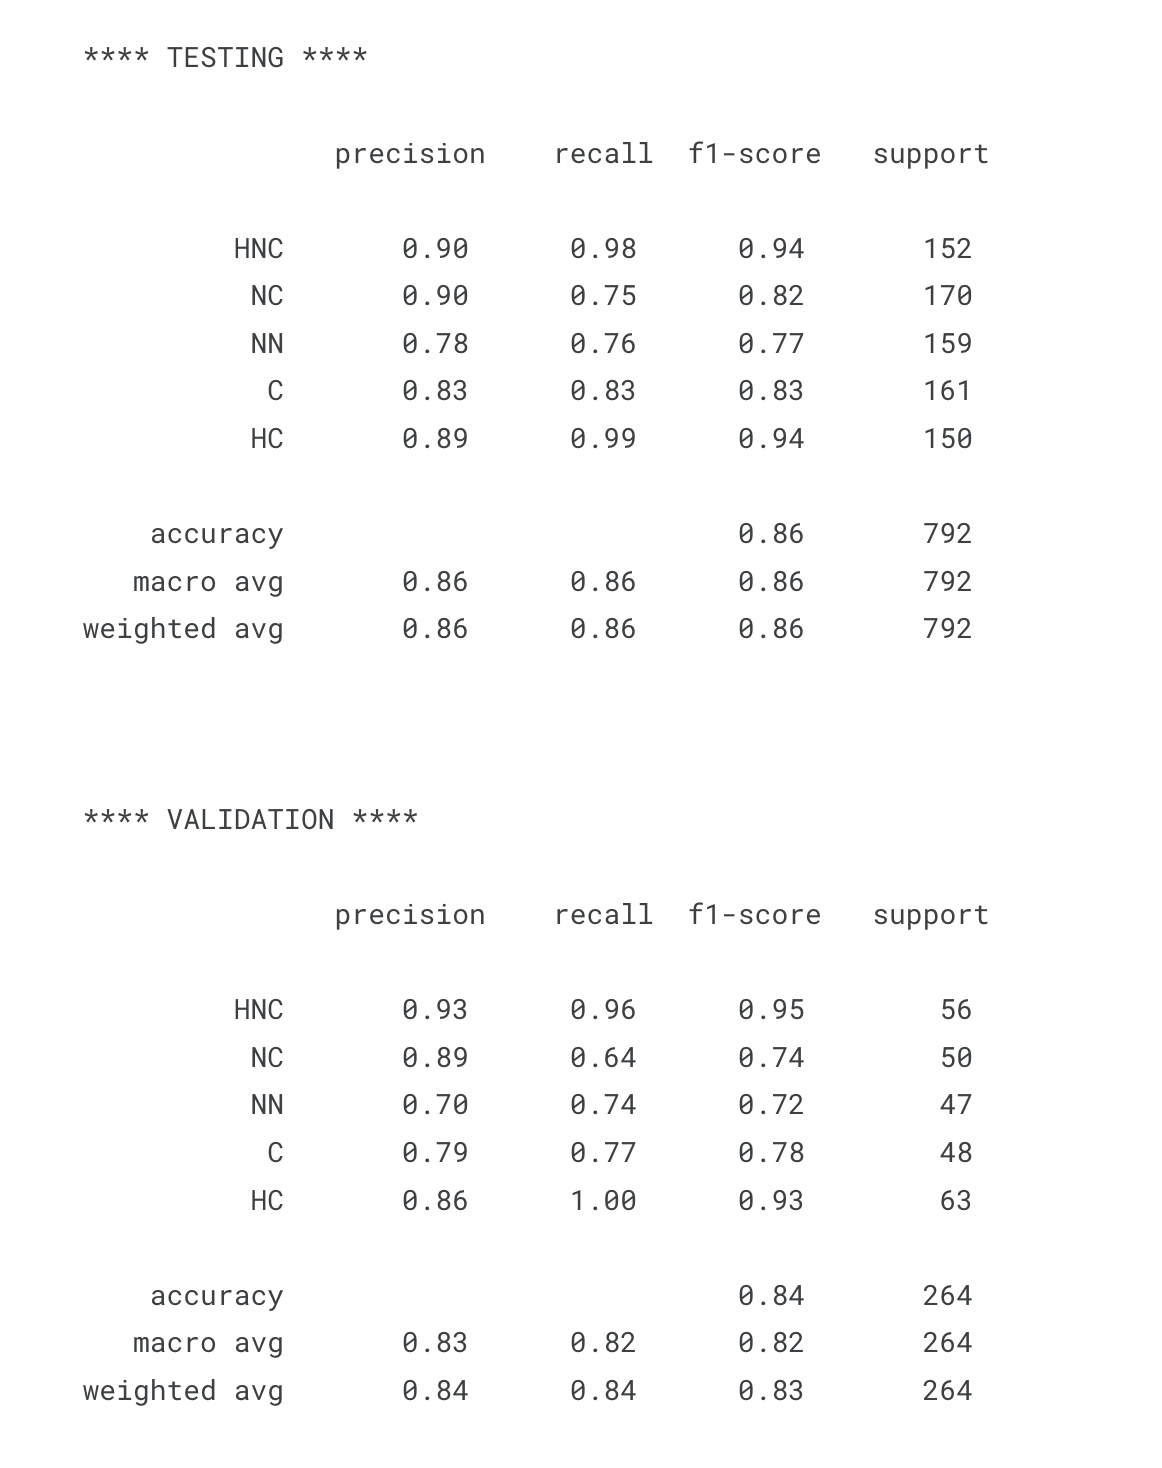 **** TESTING ****
precision recall f1-score support
HNC 0.90 0.98 0.94 152
NC 0.90 0.75 0.82 170
NN 0.78 0.76 0.77 159
C 0.83 0.83 0.83 161
HC 0.89 0.99 0.94 150
accuracy 0.86 792
macro avg 0.86 0.86 0.86 792
weighted avg 0.86 0.86 0.86 792
**** VALIDATION ****
precision recall f1-score support
HNC 0.93 0.96 0.95 56
NC 0.89 0.64 0.74 50
NN 0.70 0.74 0.72 47
C 0.79 0.77 0.78 48
HC 0.86 1.00 0.93 63
accuracy 0.84 264
macro avg 0.83 0.82 0.82 264
weighted avg 0.84 0.84 0.83 264